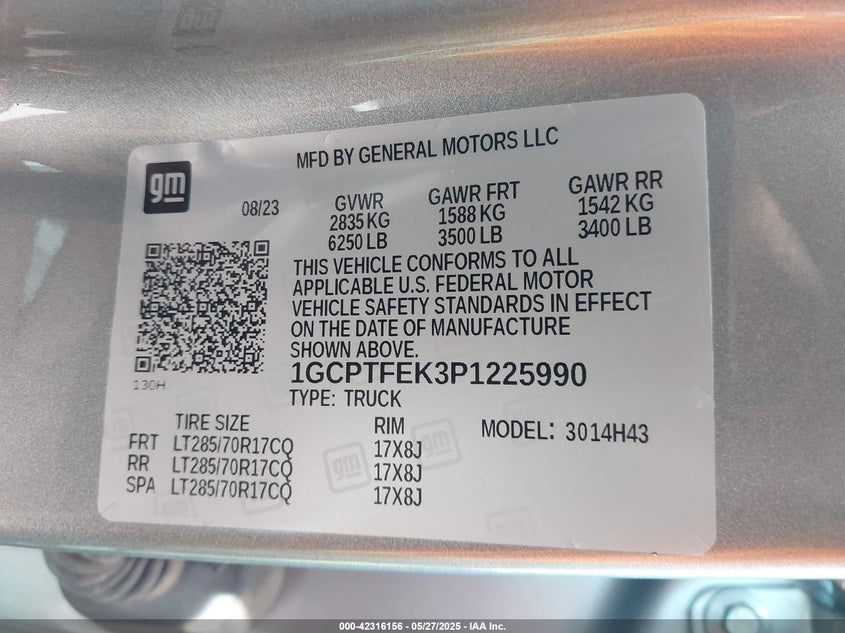 gm
MFD BY GENERAL MOTORS LLC
08/23
GVWR
2835 KG
6250 LB
GAWR FRT
1588 KG
3500 LB
GAWR RR
1542 KG
3400 LB
THIS VEHICLE CONFORMS TO ALL
APPLICABLE U.S. FEDERAL MOTOR
VEHICLE SAFETY STANDARDS IN EFFECT
ON THE DATE OF MANUFACTURE
SHOWN ABOVE.
130H
1GCPTFEK3P1225990
TYPE: TRUCK
TIRE SIZE RIM MODEL: 3014H43
FRT LT285/70R17CQ 17X8J
RR LT285/70R17CQ 17X8J
SPA LT285/70R17CQ 17X8J
gm
gm
000-42316156 — 05/27/2025 — IAA Inc.